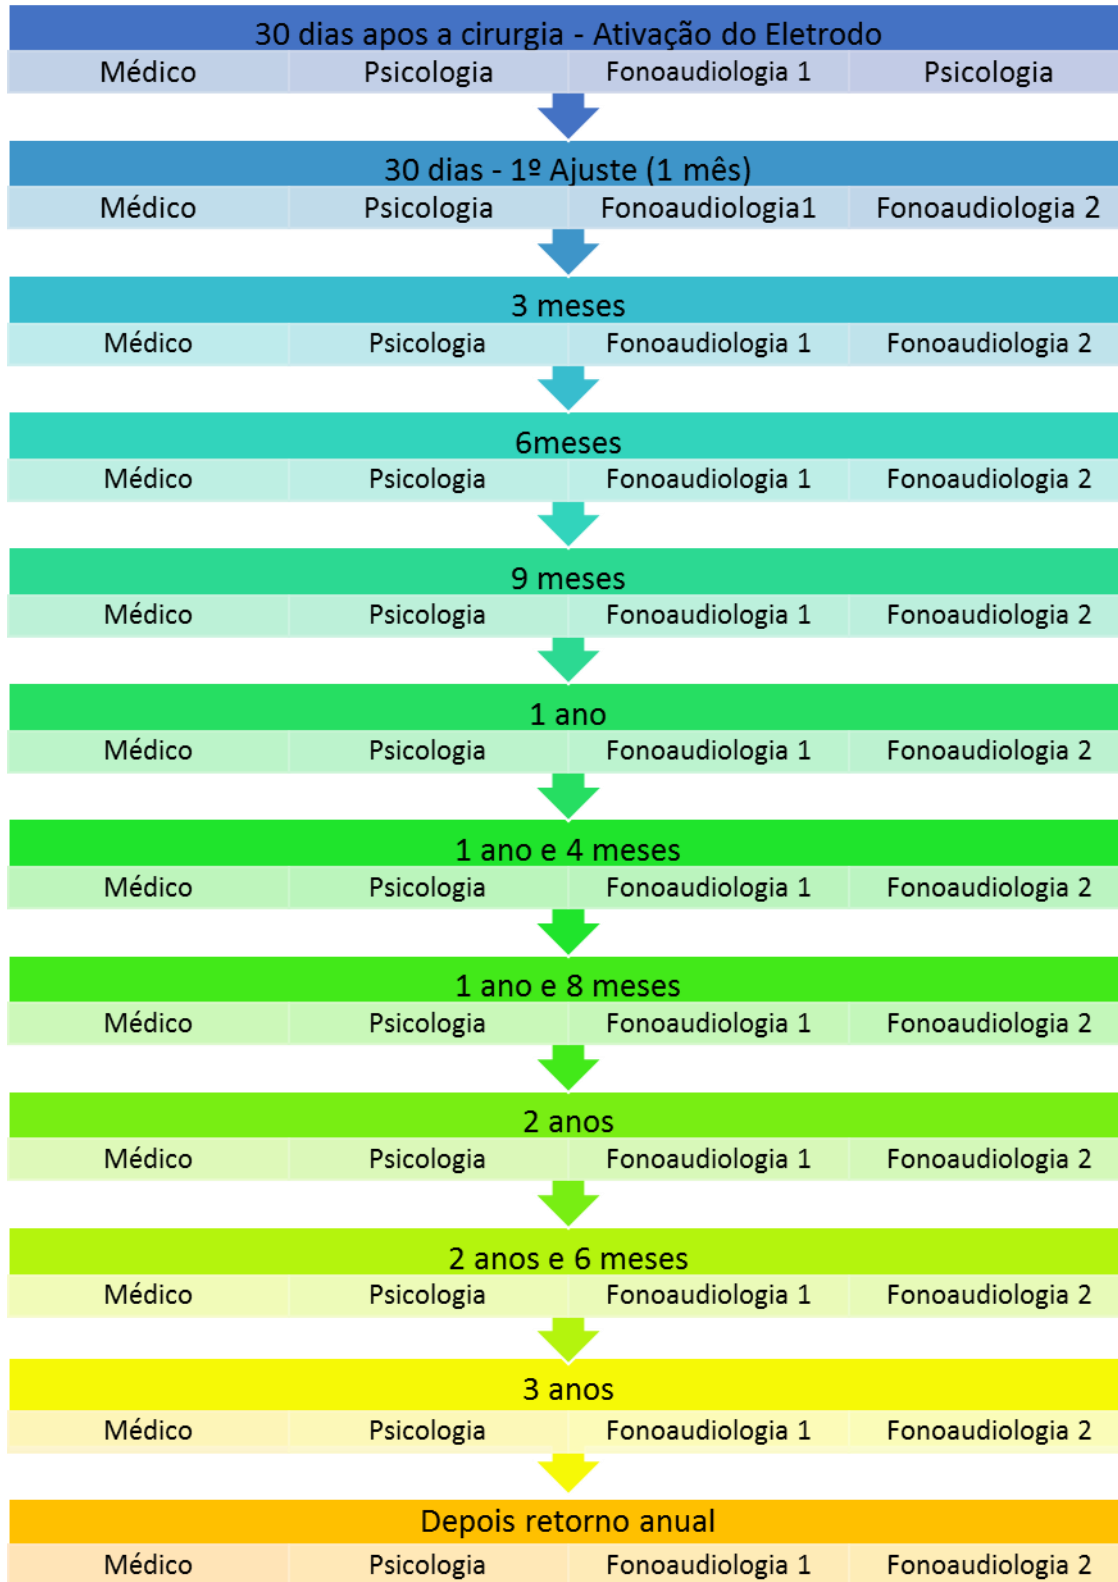 30 dias apos a cirurgia - Ativação do Eletrodo
Médico Psicologia Fonoaudiologia 1 Psicologia
30 dias - 1º Ajuste (1 mês)
Médico Psicologia Fonoaudiologia1 Fonoaudiologia 2
3 meses
Médico Psicologia Fonoaudiologia 1 Fonoaudiologia 2
6meses
Médico Psicologia Fonoaudiologia 1 Fonoaudiologia 2
9 meses
Médico Psicologia Fonoaudiologia 1 Fonoaudiologia 2
1 ano
Médico Psicologia Fonoaudiologia 1 Fonoaudiologia 2
1 ano e 4 meses
Médico Psicologia Fonoaudiologia 1 Fonoaudiologia 2
1 ano e 8 meses
Médico Psicologia Fonoaudiologia 1 Fonoaudiologia 2
2 anos
Médico Psicologia Fonoaudiologia 1 Fonoaudiologia 2
2 anos e 6 meses
Médico Psicologia Fonoaudiologia 1 Fonoaudiologia 2
3 anos
Médico Psicologia Fonoaudiologia 1 Fonoaudiologia 2
Depois retorno anual
Médico Psicologia Fonoaudiologia 1 Fonoaudiologia 2